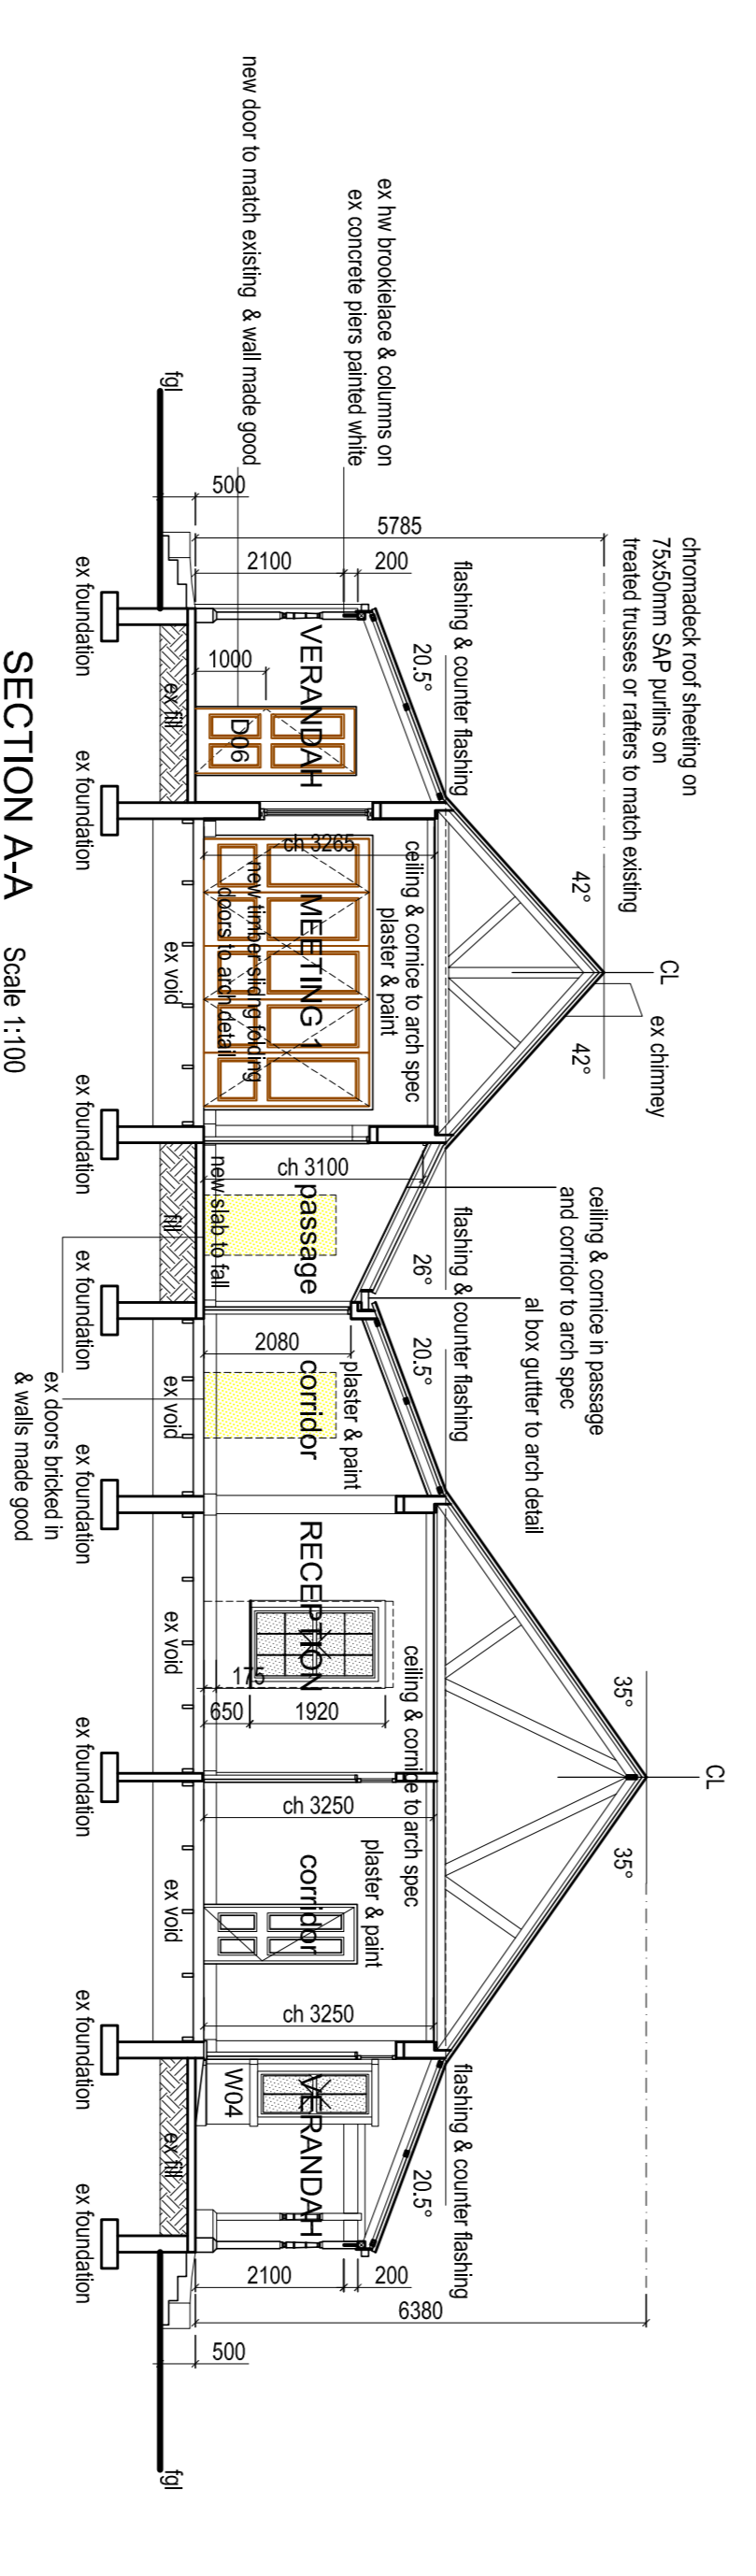 chromadeck roof sheeting on
75x50mm SAP purlins on
treated trusses or rafters to match existing
ex hw brookielace & columns on
ex concrete piers painted white
new door to match existing & wall made good
CL
ex chimney
42°
42°
ceiling & cornice in passage
and corridor to arch spec
al box guttter to arch detail
CL
35°
35°
flashing & counter flashing
20.5°
flashing & counter flashing
26°
20.5°
flashing & counter flashing
20.5°
5785
200
2100
500
1000
fgl
VERANDAH
D06
ch 3265
ceiling & cornice to arch spec
plaster & paint
MEETING 1
new timber slidng folding
doors to arch detail
ch 3100
passage
new slab to fall
2080
plaster & paint
corridor
RECEPTION
175
650
1920
ceiling & cornice to arch spec
ch 3250
plaster & paint
corridor
ch 3250
W04
VERANDAH
200
2100
6380
500
fgl
ex fill
ex void
fill
ex void
ex void
ex void
ex fill
ex foundation
ex foundation
ex foundation
ex foundation
ex foundation
ex foundation
ex foundation
ex foundation
ex doors bricked in
& walls made good
SECTION A-A
Scale 1:100